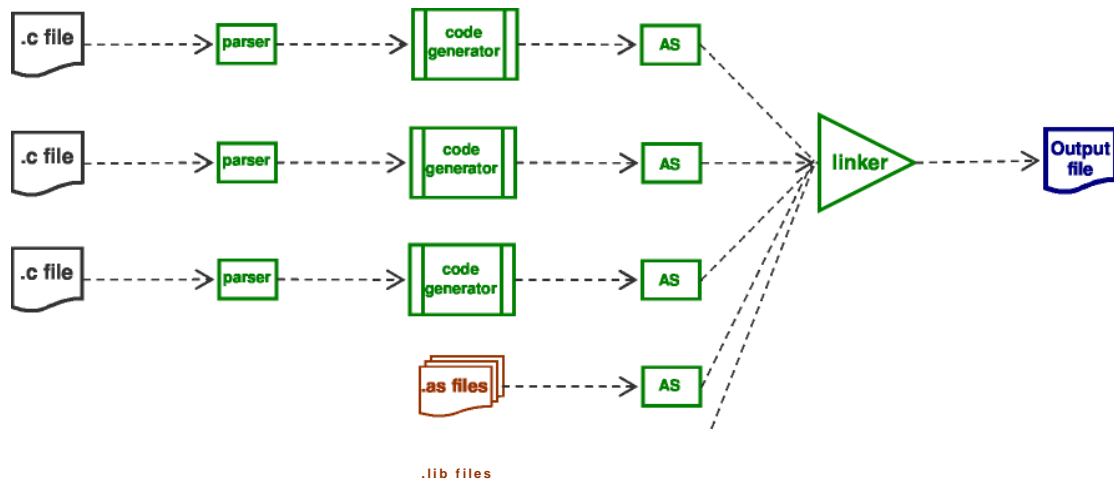 .c file
parser
code
generator
AS
.c file
parser
code
generator
AS
linker
Output
file
.c file
parser
code
generator
AS
.as files
AS
.lib files